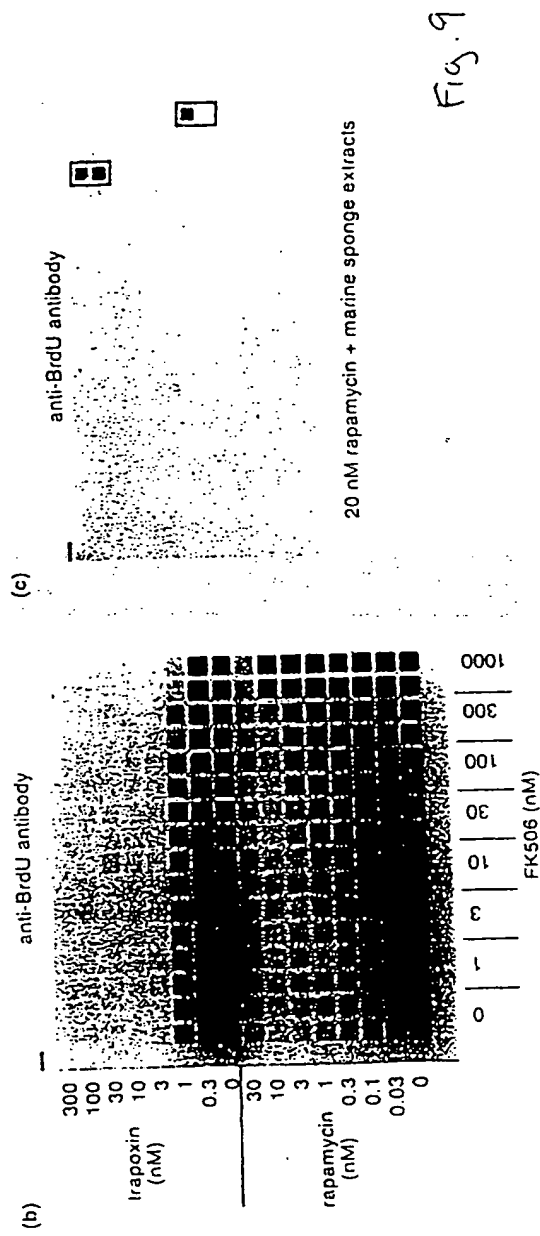 (b)
anti-BrdU antibody
trapoxin
(nM)
300
100
30
10
3
1
0.3
0
rapamycin
(nM)
30
10
3
1
0.3
0.1
0.03
0
0
1
3
10
30
100
300
1000
FK506 (nM)
(c)
anti-BrdU antibody
20 nM rapamycin + marine sponge extracts
Fig. 9